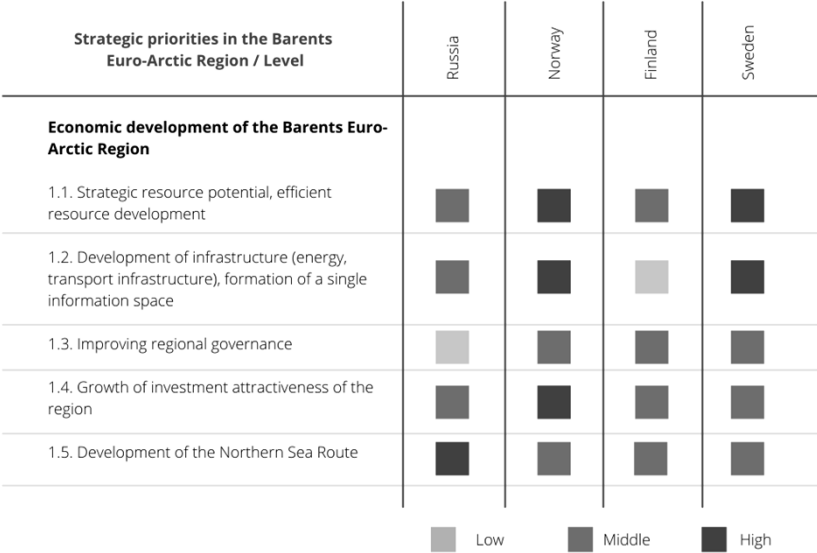 Strategic priorities in the Barents
Euro-Arctic Region / Level
Russia
Norway
Finland
Sweden
Economic development of the Barents Euro-
Arctic Region
1.1. Strategic resource potential, efficient
resource development
1.2. Development of infrastructure (energy,
transport infrastructure), formation of a single
information space
1.3. Improving regional governance
1.4. Growth of investment attractiveness of the
region
1.5. Development of the Northern Sea Route
Low
Middle
High